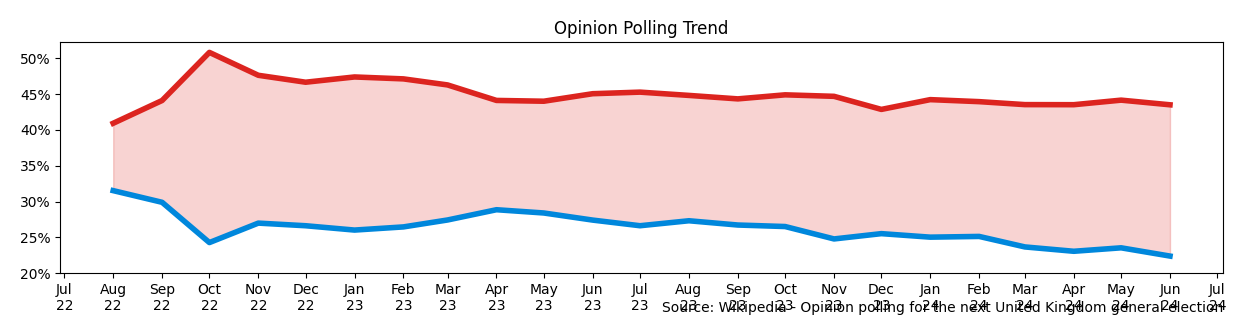 Opinion Polling Trend
50%
45%
40%
35%
30%
25%
20%
Jul Aug Sep Oct Nov Dec Jan Feb Mar Apr May Jun Jul Aug Sep Oct Nov Dec Jan Feb Mar Apr May Jun Jul
22 22 22 22 22 22 23 23 23 23 23 23 23 23 23 23 23 23 24 24 24 24 24 24 24
Source: Wikipedia - Opinion polling for the next United Kingdom general election